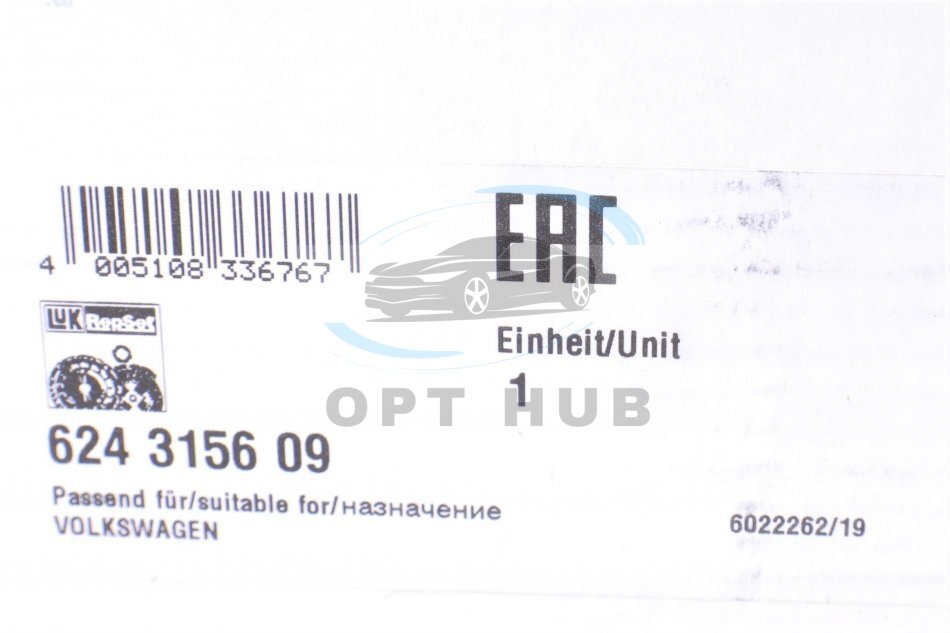 4 005108 336767
EAC
LuK RepSet
Einheit/Unit
1
OPT HUB
624 3156 09
Passend für/suitable for/назначение
VOLKSWAGEN
6022262/19